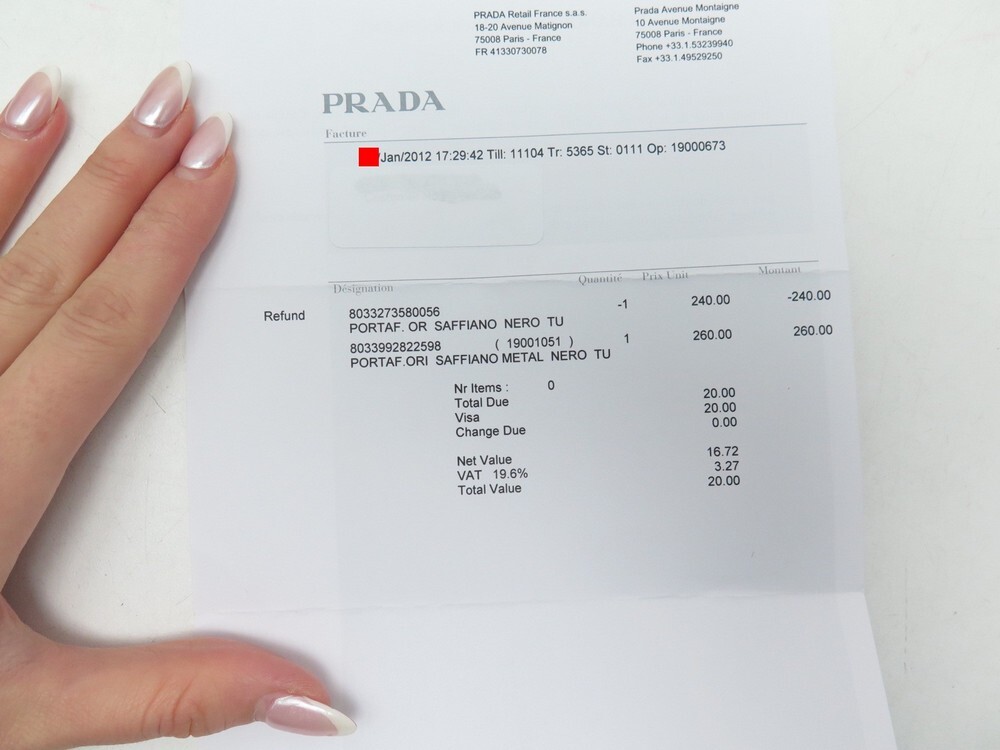 PRADA Retail France s.a.s.
18-20 Avenue Matignon
75008 Paris - France
FR 41330730078
Prada Avenue Montaigne
10 Avenue Montaigne
75008 Paris - France
Phone +33.1.53239940
Fax +33.1.49529250
PRADA
Facture
/Jan/2012 17:29:42 Till: 11104 Tr: 5365 St: 0111 Op: 19000673
Désignation Quantité Prix Unit Montant
Refund 8033273580056 -1 240.00 -240.00
PORTAF. OR SAFFIANO NERO TU
8033992822598 ( 19001051 ) 1 260.00 260.00
PORTAF.ORI SAFFIANO METAL NERO TU
Nr Items : 0
Total Due 20.00
Visa 20.00
Change Due 0.00
Net Value 16.72
VAT 19.6% 3.27
Total Value 20.00